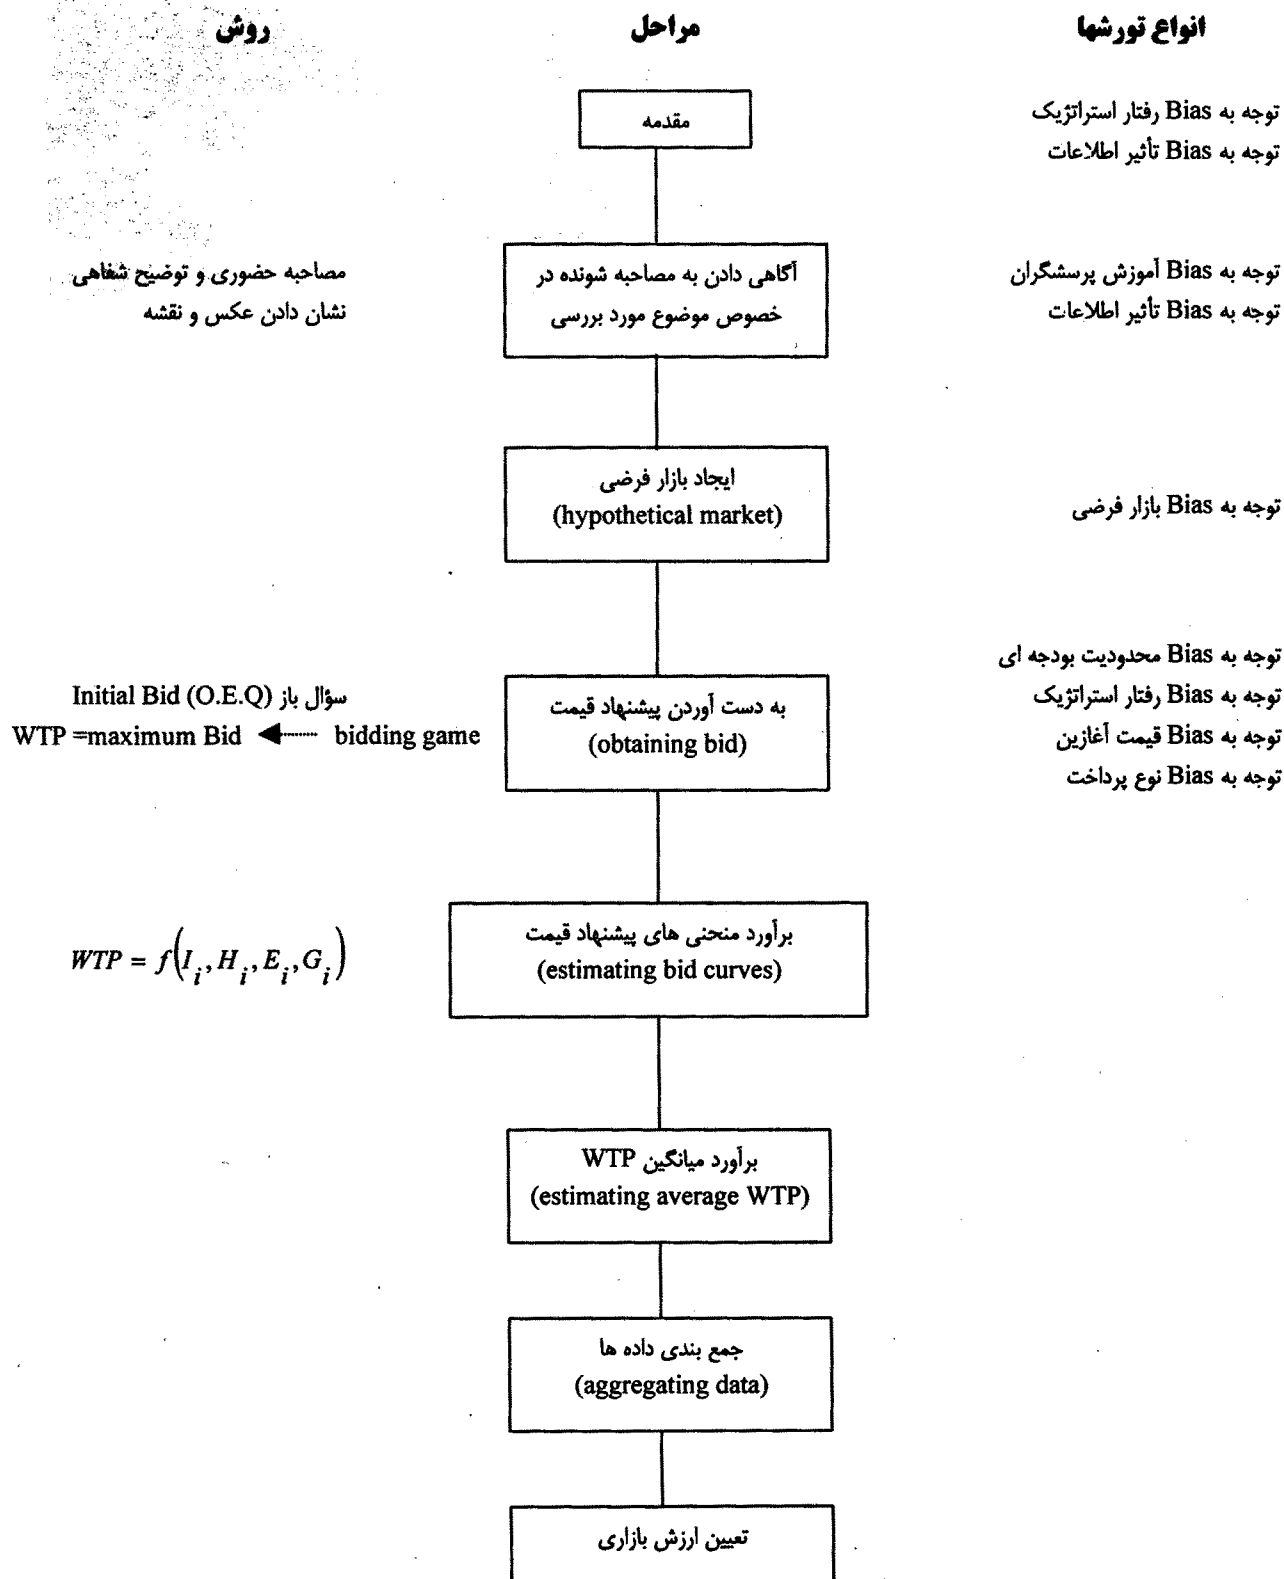 انواع تورشها
مراحل
روش
توجه به Bias رفتار استراتژیک
توجه به Bias تأثیر اطلاعات
مقدمه
توجه به Bias آموزش پرسشگران
توجه به Bias تأثیر اطلاعات
آگاهی دادن به مصاحبه شونده در
خصوص موضوع مورد بررسی
مصاحبه حضوری و توضیح شفاهی
نشان دادن عکس و نقشه
توجه به Bias بازار فرضی
ایجاد بازار فرضی
(hypothetical market)
توجه به Bias محدودیت بودجه ای
توجه به Bias رفتار استراتژیک
توجه به Bias قیمت آغازین
توجه به Bias نوع پرداخت
به دست آوردن پیشنهاد قیمت
(obtaining bid)
سؤال باز Initial Bid (O.E.Q)
WTP =maximum Bid ◄┈┈ bidding game
برآورد منحنی های پیشنهاد قیمت
(estimating bid curves)
WTP = f(I_i, H_i, E_i, G_i)
برآورد میانگین WTP
(estimating average WTP)
جمع بندی داده ها
(aggregating data)
تعیین ارزش بازاری